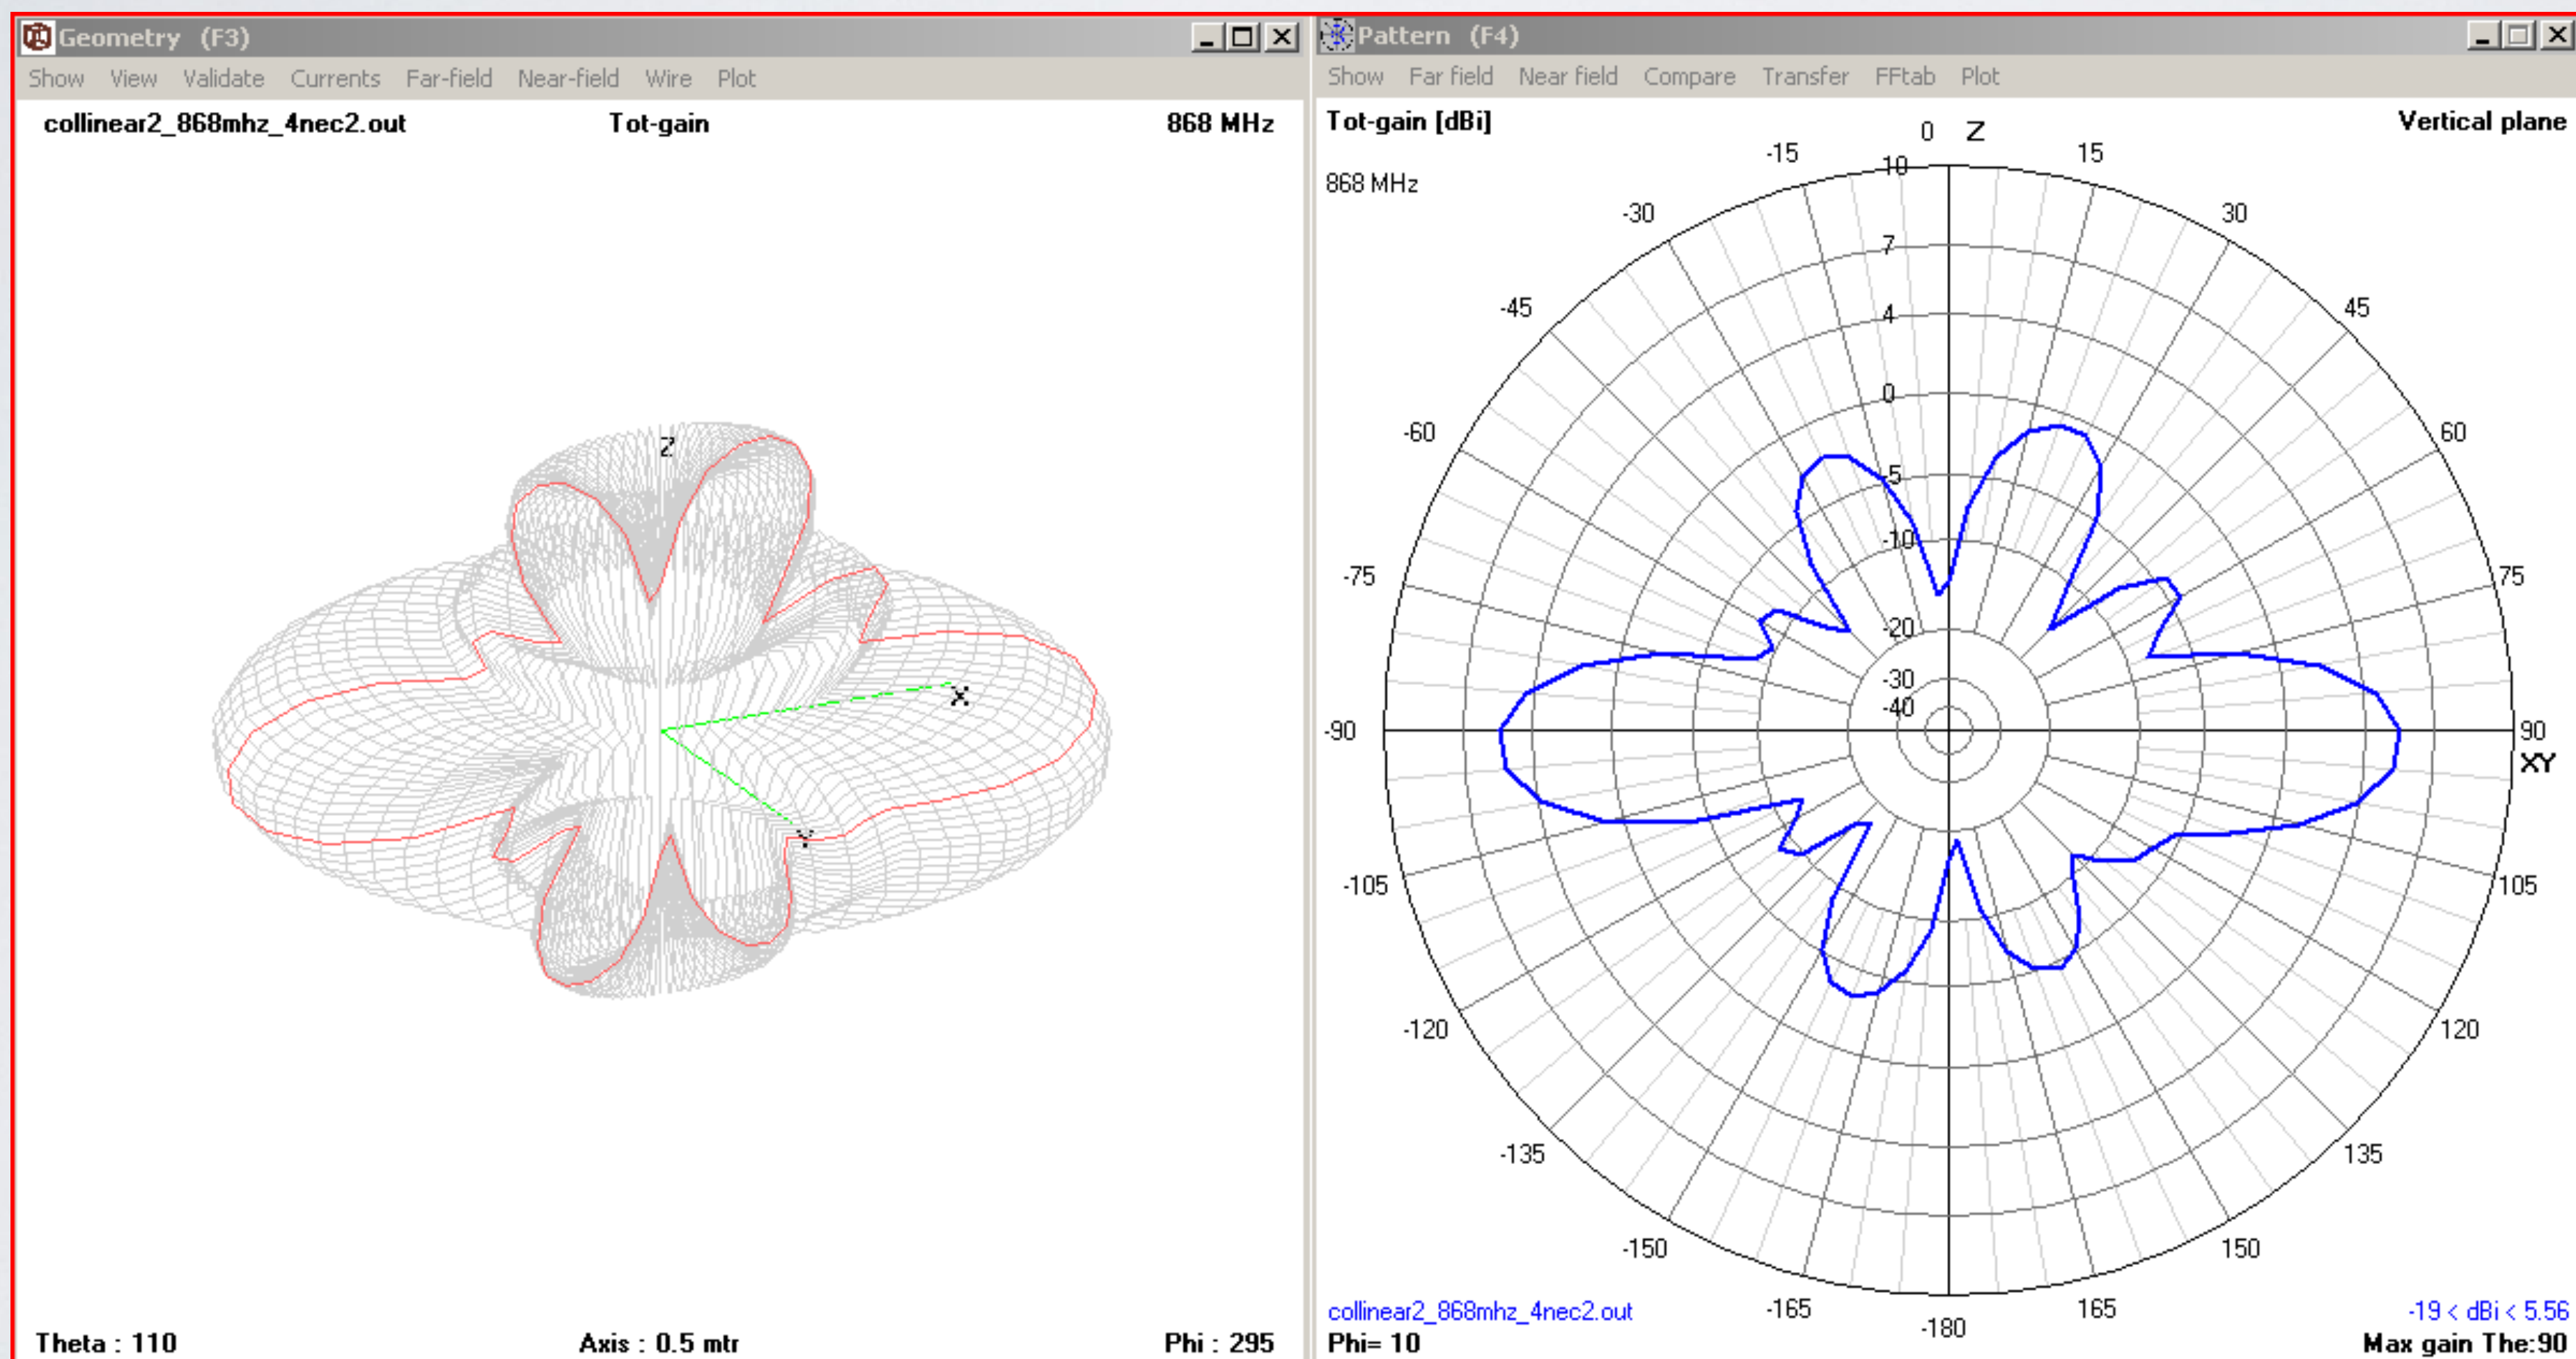 Geometry (F3)
Show View Validate Currents Far-field Near-field Wire Plot
collinear2_868mhz_4nec2.out Tot-gain 868 MHz
Z
X
Y
Theta : 110 Axis : 0.5 mtr Phi : 295
Pattern (F4)
Show Far field Near field Compare Transfer FFtab Plot
Tot-gain [dBi] Vertical plane
868 MHz
0 Z
-15 15
-30 30
-45 45
-60 60
-75 75
-90 90
XY
-105 105
-120 120
-135 135
-150 150
-165 165
-180
10
7
4
0
-5
-10
-20
-30
-40
collinear2_868mhz_4nec2.out -19 < dBi < 5.56
Phi= 10 Max gain The:90